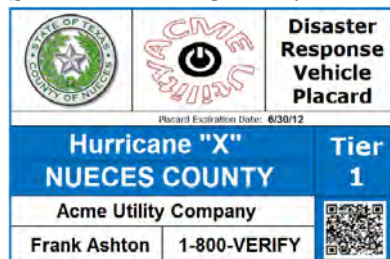 STATE OF TEXAS
COUNTY OF NUECES
ACME
Utility
Disaster
Response
Vehicle
Placard
Placard Expiration Date: 6/30/12
Hurricane "X"
NUECES COUNTY
Tier
1
Acme Utility Company
Frank Ashton
1-800-VERIFY